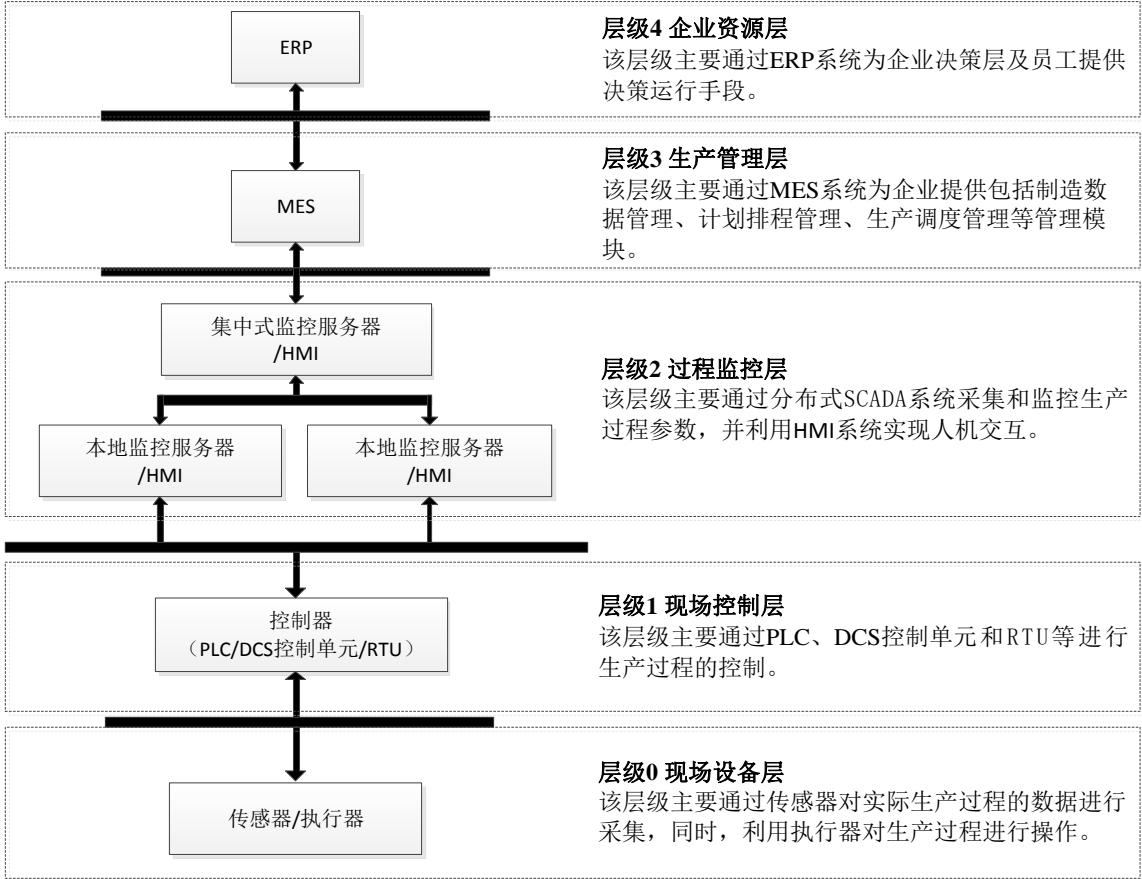 ERP
层级4 企业资源层
该层级主要通过ERP系统为企业决策层及员工提供
决策运行手段。
MES
层级3 生产管理层
该层级主要通过MES系统为企业提供包括制造数
据管理、计划排程管理、生产调度管理等管理模
块。
集中式监控服务器
/HMI
本地监控服务器
/HMI
本地监控服务器
/HMI
层级2 过程监控层
该层级主要通过分布式SCADA系统采集和监控生产
过程参数，并利用HMI系统实现人机交互。
控制器
（PLC/DCS控制单元/RTU）
层级1 现场控制层
该层级主要通过PLC、DCS控制单元和RTU等进行
生产过程的控制。
传感器/执行器
层级0 现场设备层
该层级主要通过传感器对实际生产过程的数据进行
采集，同时，利用执行器对生产过程进行操作。